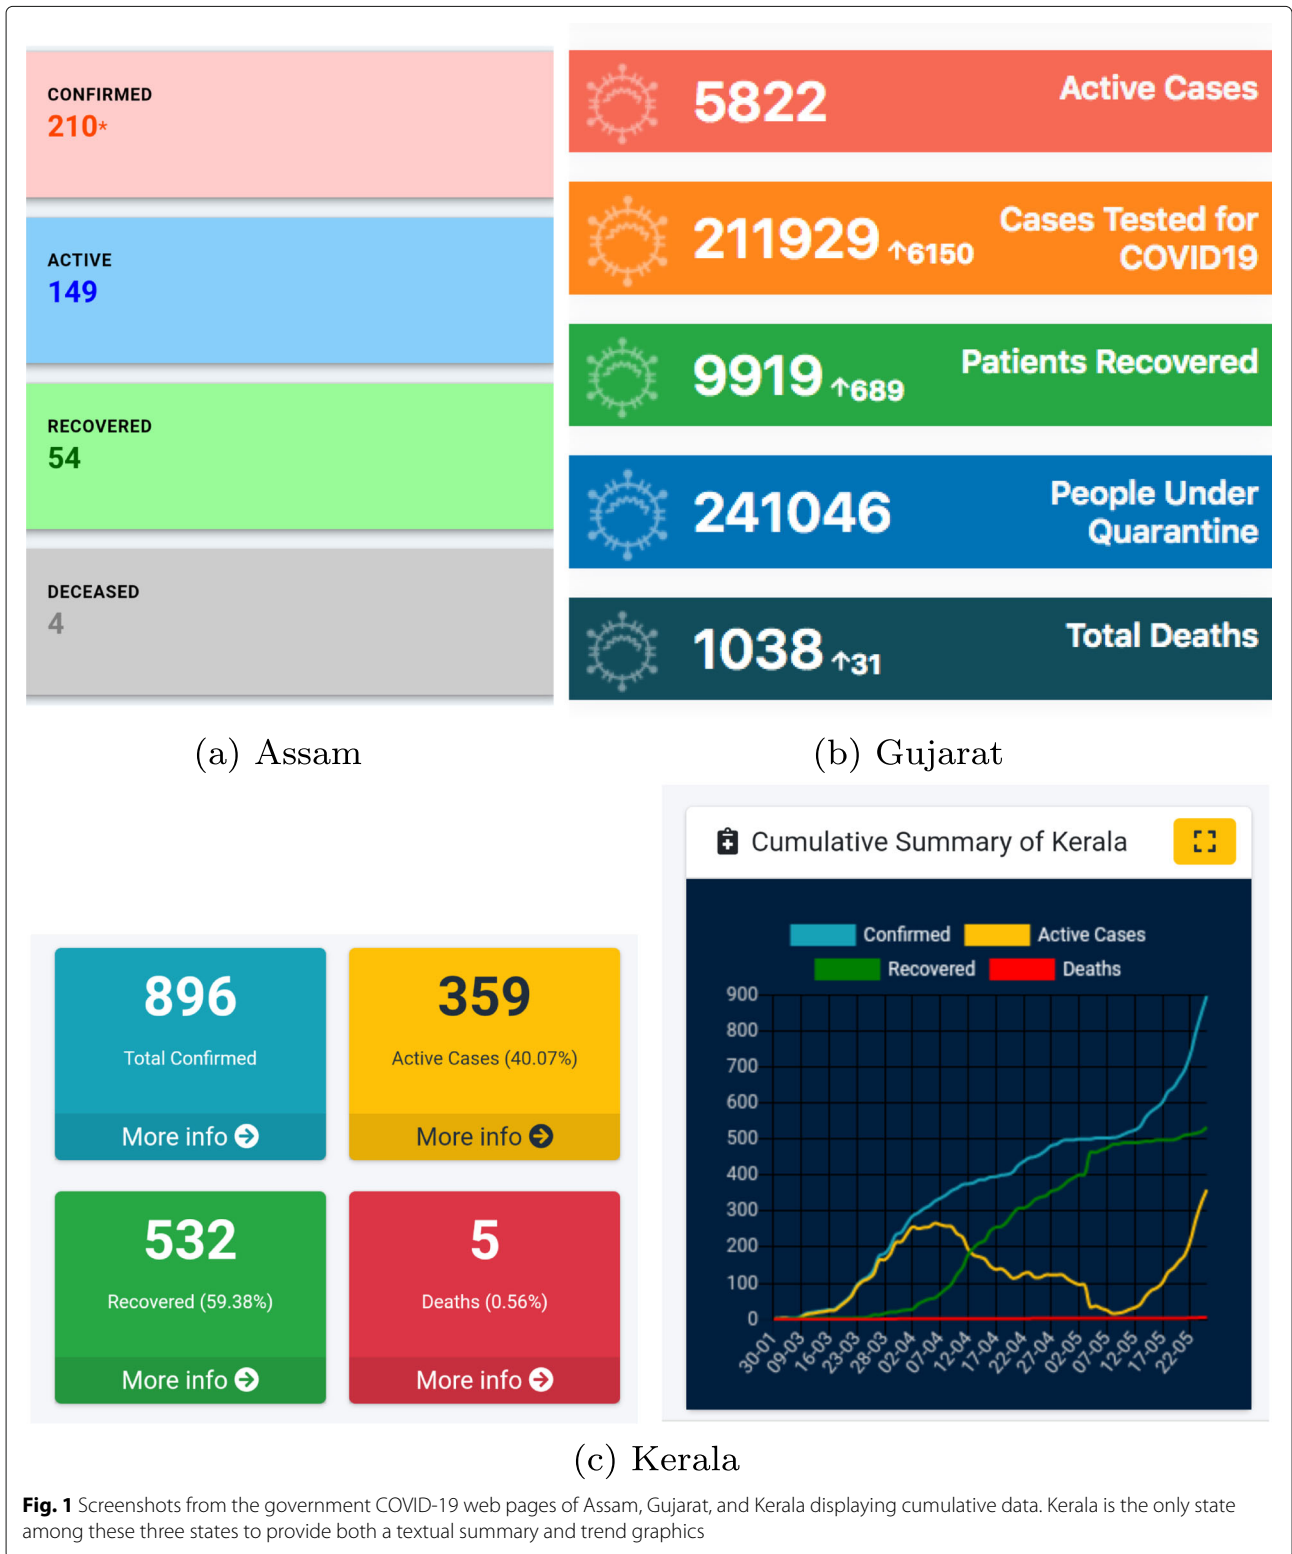 CONFIRMED
210*
ACTIVE
149
RECOVERED
54
DECEASED
4
(a) Assam
5822 Active Cases
211929 ↑6150 Cases Tested for
COVID19
9919 ↑689 Patients Recovered
241046 People Under
Quarantine
1038 ↑31 Total Deaths
(b) Gujarat
896
Total Confirmed
More info
359
Active Cases (40.07%)
More info
532
Recovered (59.38%)
More info
5
Deaths (0.56%)
More info
Cumulative Summary of Kerala
Confirmed Active Cases
Recovered Deaths
900
800
700
600
500
400
300
200
100
0
30-01 09-03 16-03 23-03 28-03 02-04 07-04 12-04 17-04 22-04 27-04 02-05 07-05 12-05 17-05 22-05
(c) Kerala
Fig. 1 Screenshots from the government COVID-19 web pages of Assam, Gujarat, and Kerala displaying cumulative data. Kerala is the only state
among these three states to provide both a textual summary and trend graphics